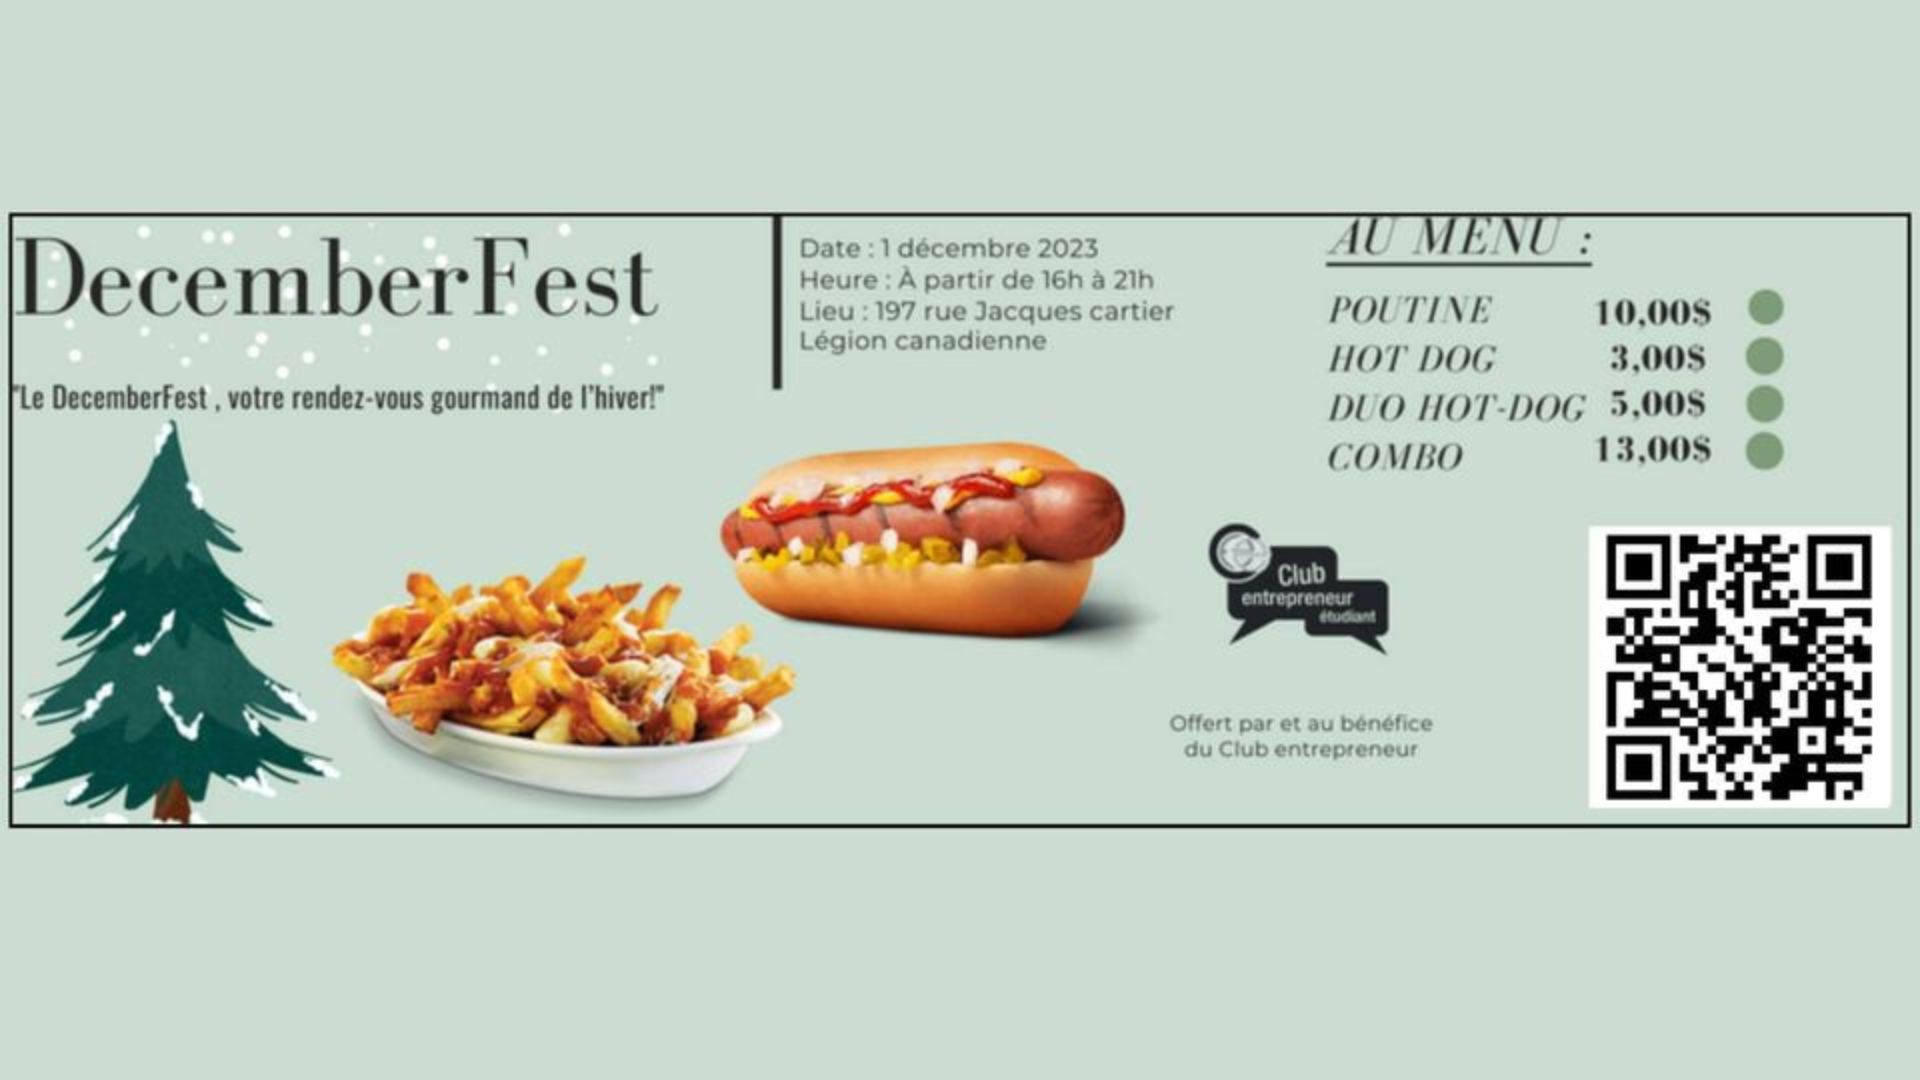 DecemberFest
"Le DecemberFest , votre rendez-vous gourmand de l'hiver!"
Date : 1 décembre 2023
Heure : À partir de 16h à 21h
Lieu : 197 rue Jacques cartier
Légion canadienne
AU MENU :
POUTINE 10,00$
HOT DOG 3,00$
DUO HOT-DOG 5,00$
COMBO 13,00$
Club
entrepreneur
étudiant
Offert par et au bénéfice
du Club entrepreneur